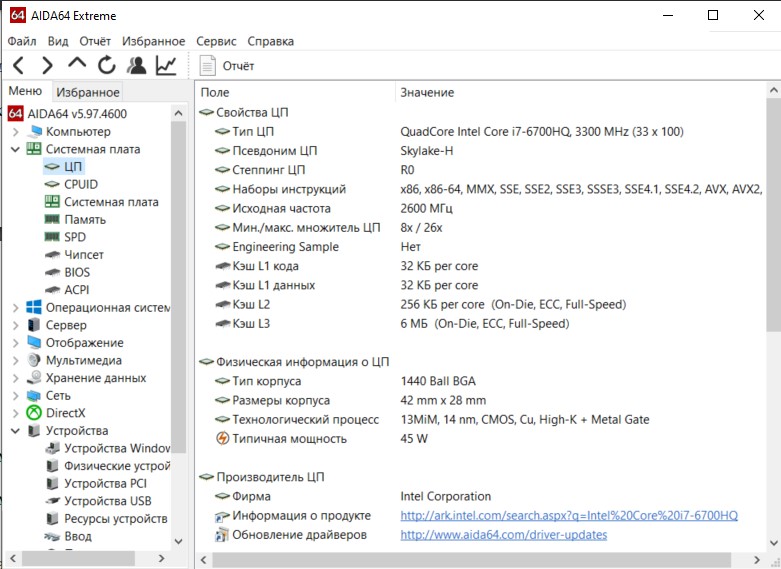 64 AIDA64 Extreme
Файл Вид Отчёт Избранное Сервис Справка
Отчёт
Меню Избранное
64 AIDA64 v5.97.4600
Компьютер
Системная плата
ЦП
CPUID
Системная плата
Память
SPD
Чипсет
BIOS
ACPI
Операционная систем
Сервер
Отображение
Мультимедиа
Хранение данных
Сеть
DirectX
Устройства
Устройства Window
Физические устрой
Устройства PCI
Устройства USB
Ресурсы устройств
Ввод
Поле Значение
Свойства ЦП
Тип ЦП QuadCore Intel Core i7-6700HQ, 3300 MHz (33 x 100)
Псевдоним ЦП Skylake-H
Степпинг ЦП R0
Наборы инструкций x86, x86-64, MMX, SSE, SSE2, SSE3, SSSE3, SSE4.1, SSE4.2, AVX, AVX2,
Исходная частота 2600 МГц
Мин./макс. множитель ЦП 8x / 26x
Engineering Sample Нет
Кэш L1 кода 32 КБ per core
Кэш L1 данных 32 КБ per core
Кэш L2 256 КБ per core (On-Die, ECC, Full-Speed)
Кэш L3 6 МБ (On-Die, ECC, Full-Speed)
Физическая информация о ЦП
Тип корпуса 1440 Ball BGA
Размеры корпуса 42 mm x 28 mm
Технологический процесс 13MiM, 14 nm, CMOS, Cu, High-K + Metal Gate
Типичная мощность 45 W
Производитель ЦП
Фирма Intel Corporation
Информация о продукте http://ark.intel.com/search.aspx?q=Intel%20Core%20i7-6700HQ
Обновление драйверов http://www.aida64.com/driver-updates